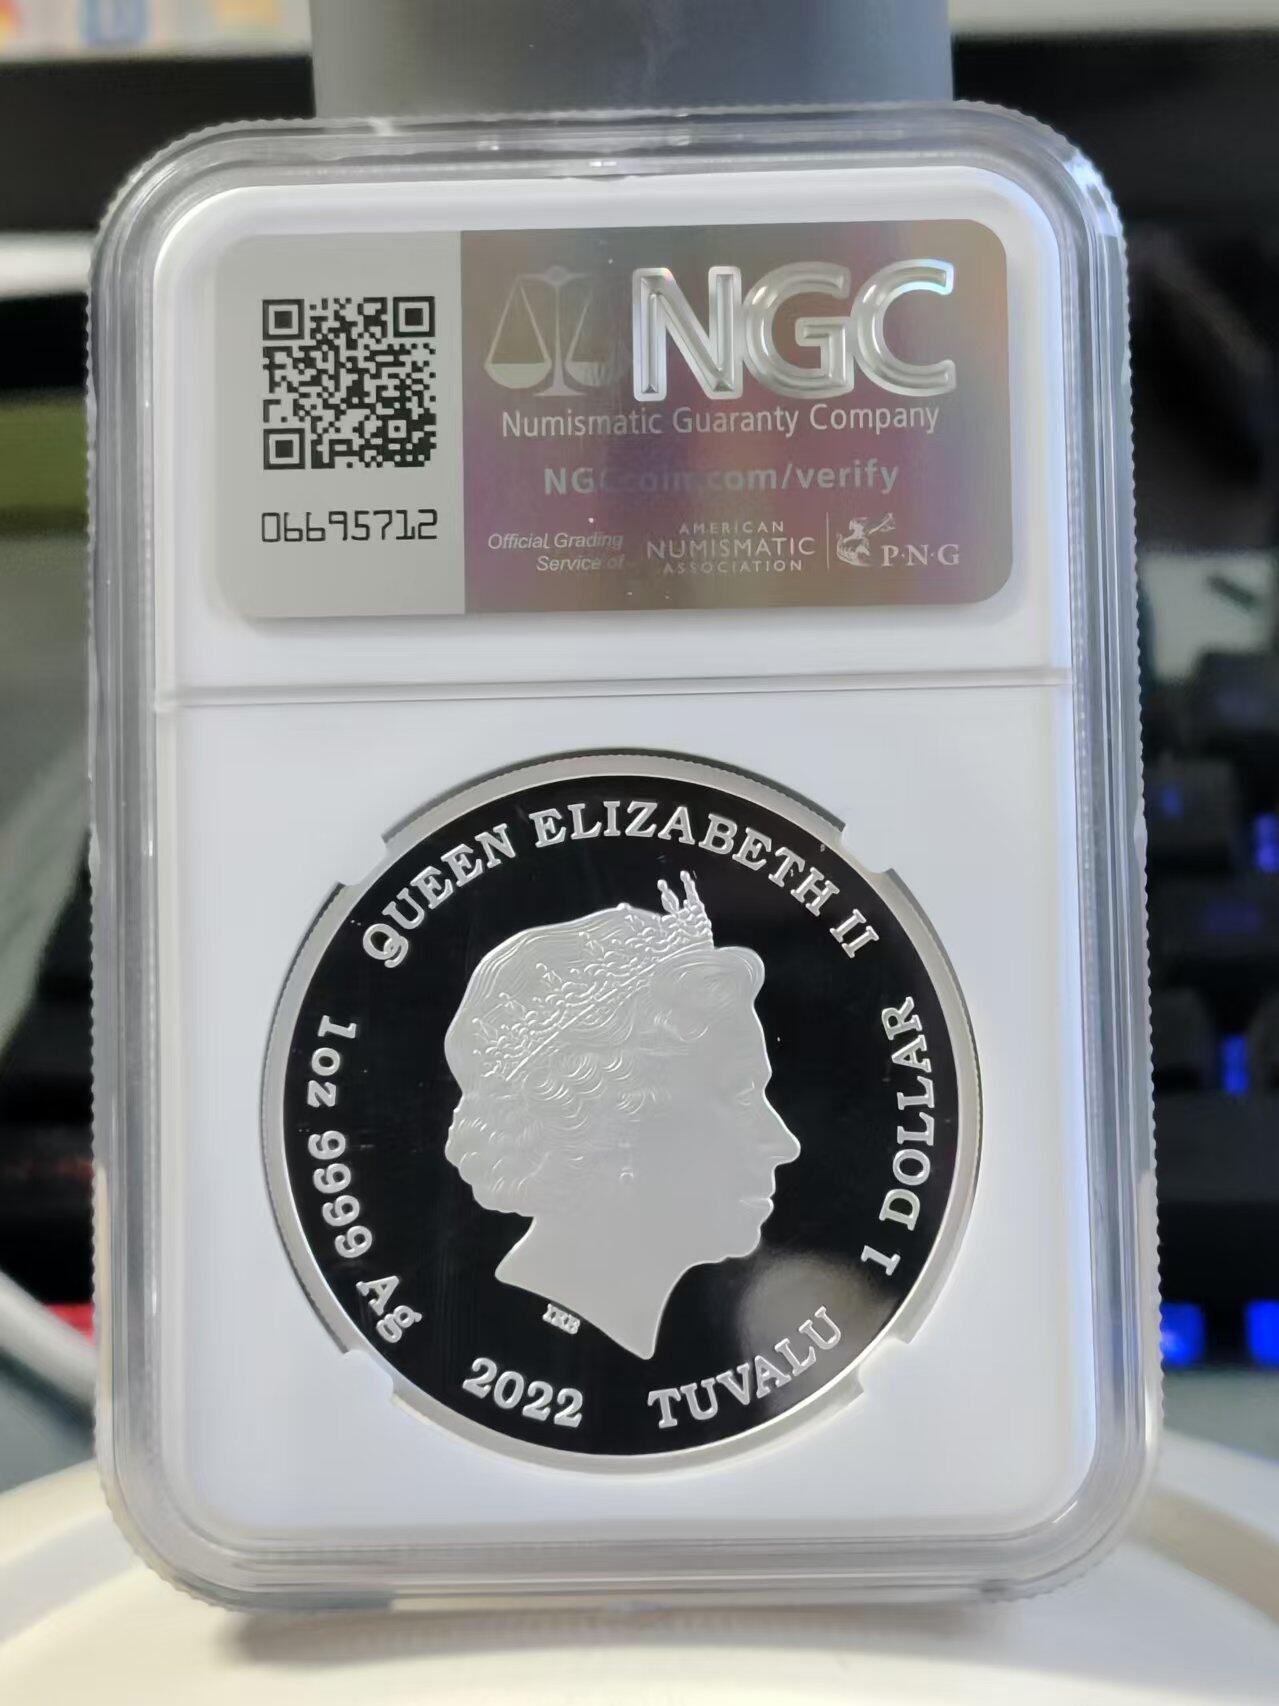 NGC
Numismatic Guaranty Company
NGCcoin.com/verify
06695712
Official Grading
Service of
AMERICAN
NUMISMATIC
ASSOCIATION
P·N·G
QUEEN ELIZABETH II
1oz 9999 Ag
1 DOLLAR
IRB
2022
TUVALU